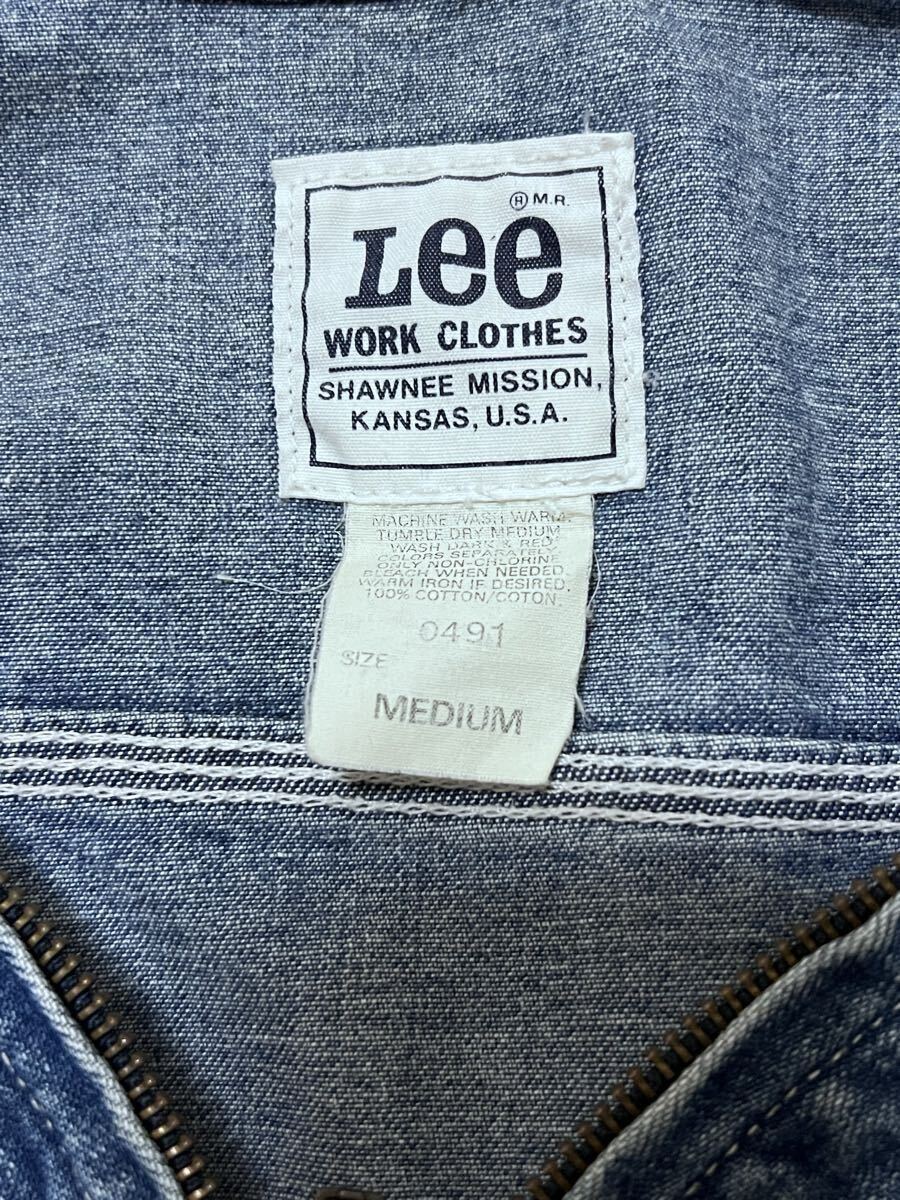 ® M.R.
Lee
WORK CLOTHES
SHAWNEE MISSION,
KANSAS, U.S.A.
MACHINE WASH WARM.
TUMBLE DRY MEDIUM
WASH DARK & RED
COLORS SEPARATELY.
ONLY NON-CHLORINE
BLEACH WHEN NEEDED.
WARM IRON IF DESIRED.
100% COTTON/COTON.
0491
SIZE
MEDIUM